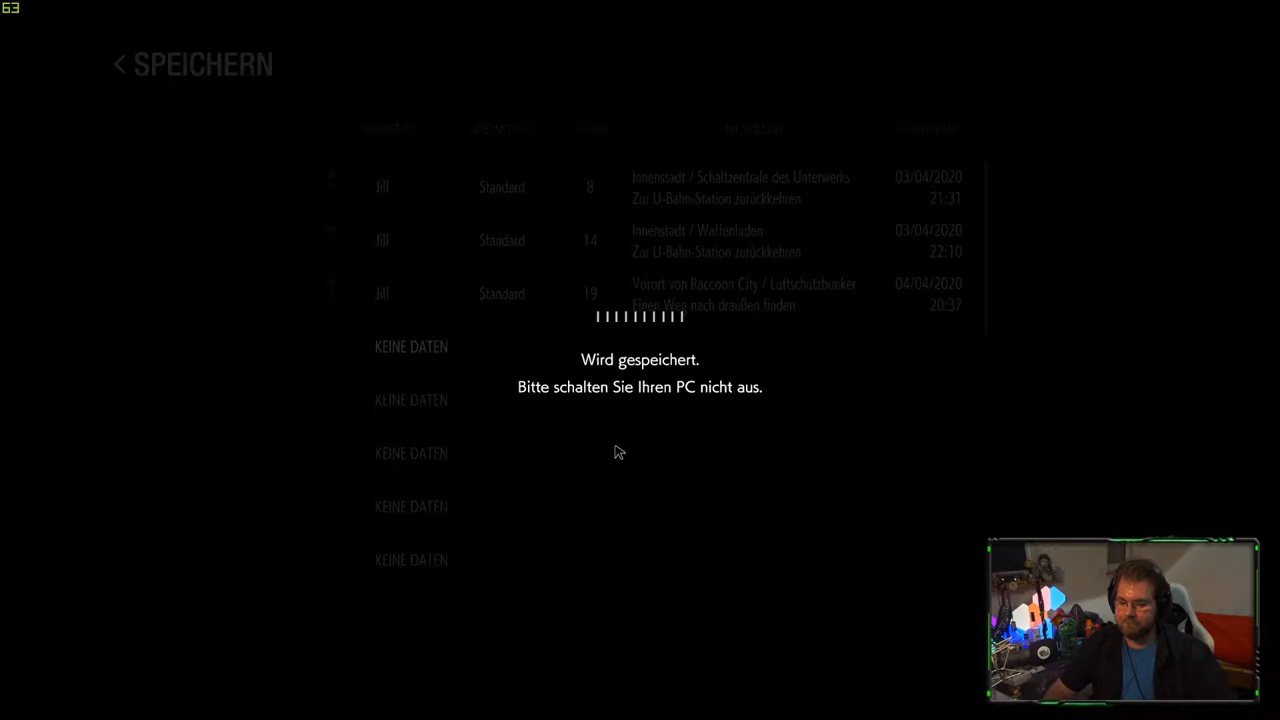 63
< SPEICHERN
Jill Standard 8 Innenstadt / Schaltzentrale des Unterwerks 03/04/2020
Zur U-Bahn-Station zurückkehren 21:31
Jill Standard 14 Innenstadt / Waffenladen 03/04/2020
Zur U-Bahn-Station zurückkehren 22:10
Jill Standard 19 Vorort von Raccoon City / Luftschutzbunker 04/04/2020
Einen Weg nach draußen finden 20:37
KEINE DATEN
Wird gespeichert.
Bitte schalten Sie Ihren PC nicht aus.
KEINE DATEN
KEINE DATEN
KEINE DATEN
KEINE DATEN